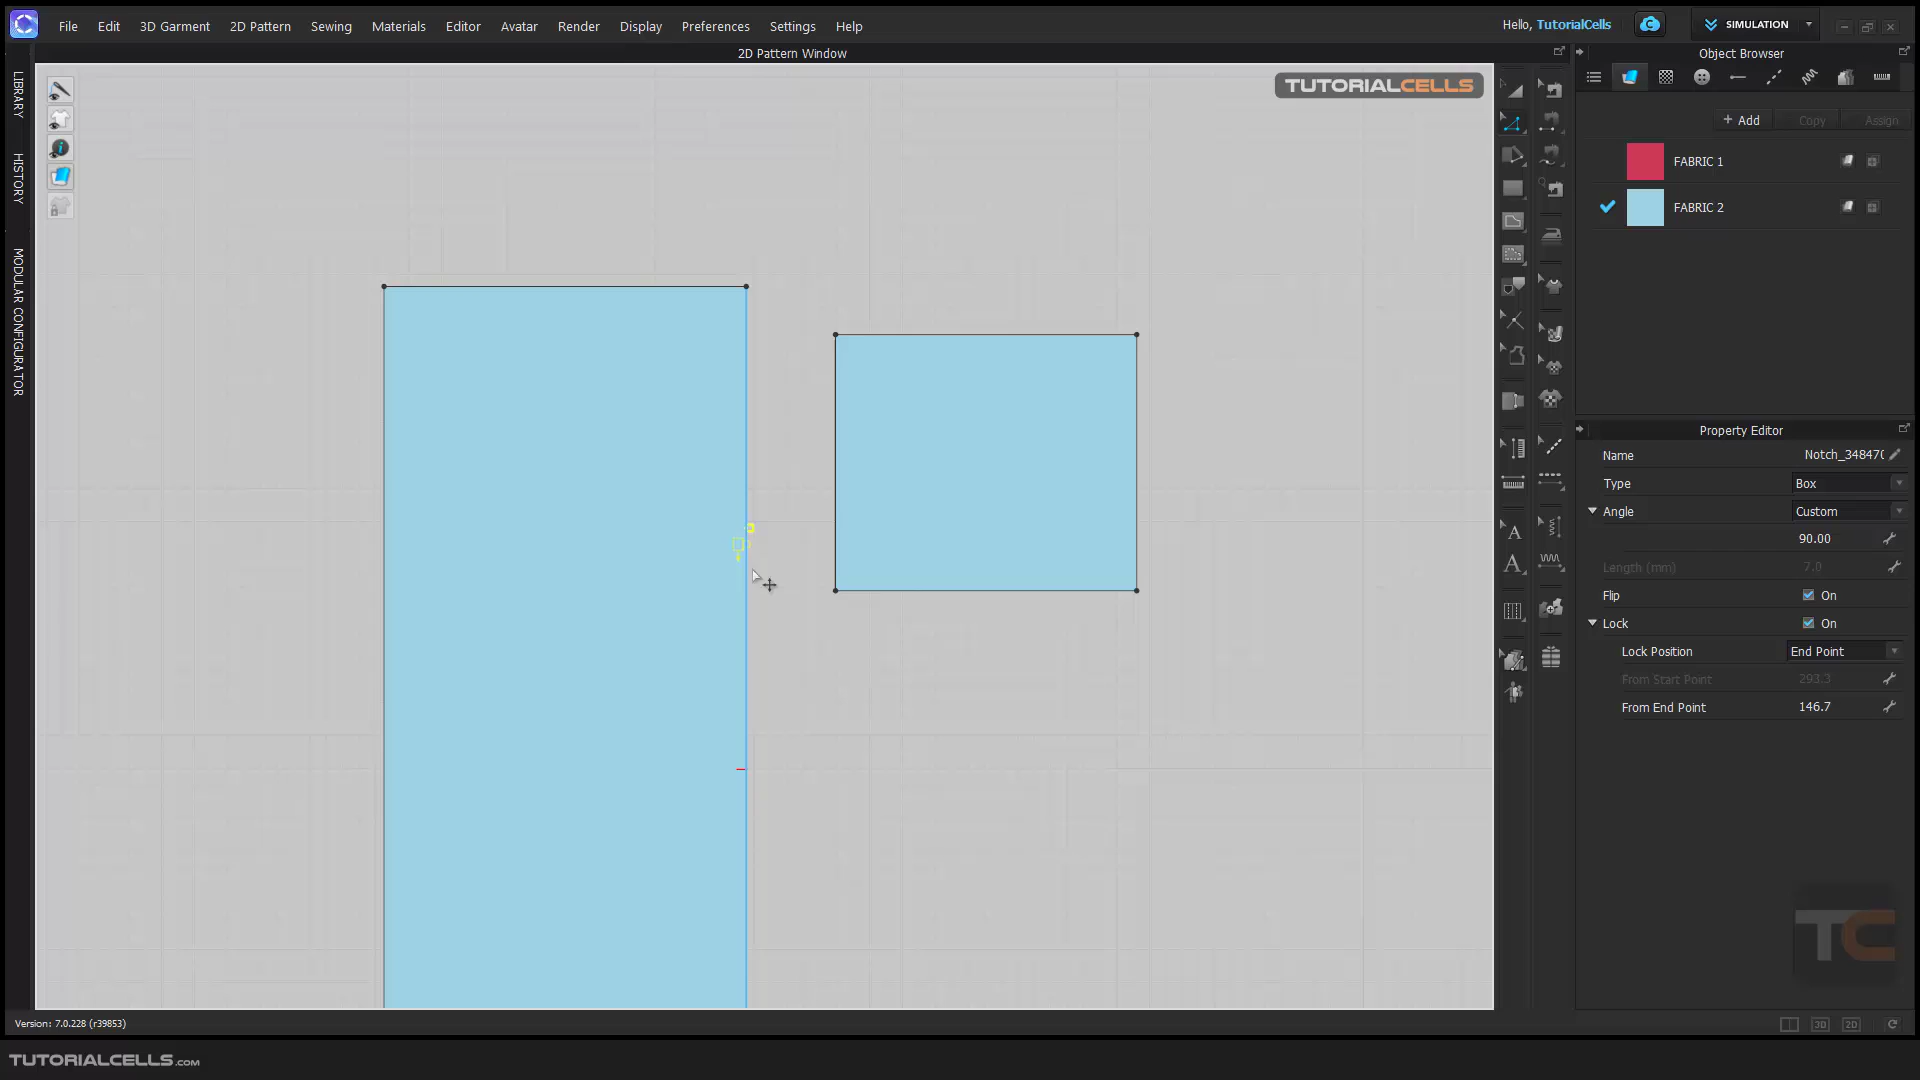 File Edit 3D Garment 2D Pattern Sewing Materials Editor Avatar Render Display Preferences Settings Help
Hello, TutorialCells
SIMULATION
2D Pattern Window
Object Browser
LIBRARY
HISTORY
MODULAR CONFIGURATOR
TUTORIALCELLS
+ Add Copy Assign
FABRIC 1
FABRIC 2
Property Editor
Name Notch_34847
Type Box
Angle Custom
90.00
Length (mm) 7.0
Flip On
Lock On
Lock Position End Point
From Start Point 293.3
From End Point 146.7
A
A
TC
Version: 7.0.228 (r39853)
3D 2D
TUTORIALCELLS.COM